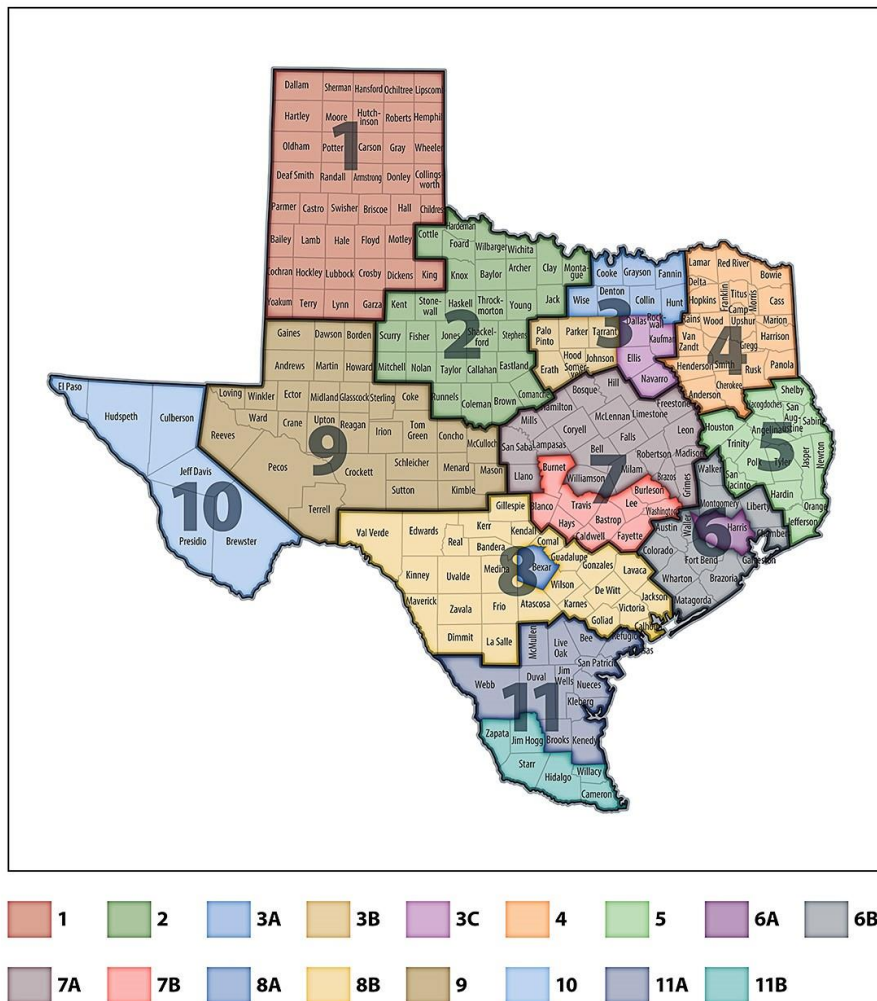 Dallam Sherman Hansford Ochiltree Lipscomb
Hartley Moore Hutch-
inson Roberts Hemphill
1
Oldham Potter Carson Gray Wheeler
Deaf Smith Randall Armstrong Donley Collings
worth
Parmer Castro Swisher Briscoe Hall Childres
Bailey Lamb Hale Floyd Motley
Cochran Hockley Lubbock Crosby Dickens King
Yoakum Terry Lynn Garza
Hardeman
Cottle Foard Wilbarger Wichita
Knox Baylor Archer Clay Monta-
gue
Kent Stone-
wall Haskell Throck-
morton Young Jack
2
Scurry Fisher Jones Shackel-
ford Stephens
Mitchell Nolan Taylor Callahan Eastland
Runnels Coleman Brown Comanche
Cooke Grayson Fannin
Wise Denton Collin Hunt
3
Palo
Pinto Parker Tarrant Dallas Rock
wall
Kaufman
Erath Hood Somer-
Johnson Ellis
Navarro
Lamar Red River Bowie
Delta
Hopkins Franklin Titus Morris Cass
Camp
Rains Wood Upshur Marion
Van
Zandt Gregg Harrison
4
Henderson Smith Rusk Panola
Cherokee
Anderson
Shelby
Nacogdoches San
Aug-
ustine Sabine
Houston Angelina
Trinity
5
Polk Tyler Jasper Newton
San
Jacinto
Hardin
Orange
Jefferson
Walker
Montgomery Liberty
Austin Waller Harris Chambers
6
Colorado Fort Bend Galveston
Wharton Brazoria
Matagorda
Bosque Hill
Hamilton McLennan Limestone Freestone
Mills Coryell Leon
San Saba Lampasas Bell Falls
Robertson Madison
7
Llano Milam Brazos Grimes
Burnet Williamson
Burleson
Blanco Travis Lee Washington
Hays Bastrop
Caldwell Fayette
Gaines Dawson Borden
Andrews Martin Howard
Loving Winkler Ector Midland Glasscock Sterling Coke
Ward Crane Upton Reagan Irion Tom
Green Concho McCulloch
Reeves
9
Pecos Crockett Schleicher Menard Mason
Sutton Kimble
Terrell
El Paso
Hudspeth Culberson
Jeff Davis
10
Presidio Brewster
Gillespie
Val Verde Edwards Kerr Kendall
Real Bandera Comal
Guadalupe Gonzales
Kinney Uvalde Medina Bexar Lavaca
8
Wilson De Witt
Maverick Zavala Frio Atascosa Karnes Jackson
Victoria
Goliad Calhoun
Dimmit La Salle
McMullen Live
Oak Bee Refugio
San Patricio
Webb Duval Jim
Wells Nueces
11
Kleberg
Zapata Jim Hogg Brooks Kenedy
Starr Hidalgo Willacy
Cameron
1 2 3A 3B 3C 4 5 6A 6B
7A 7B 8A 8B 9 10 11A 11B